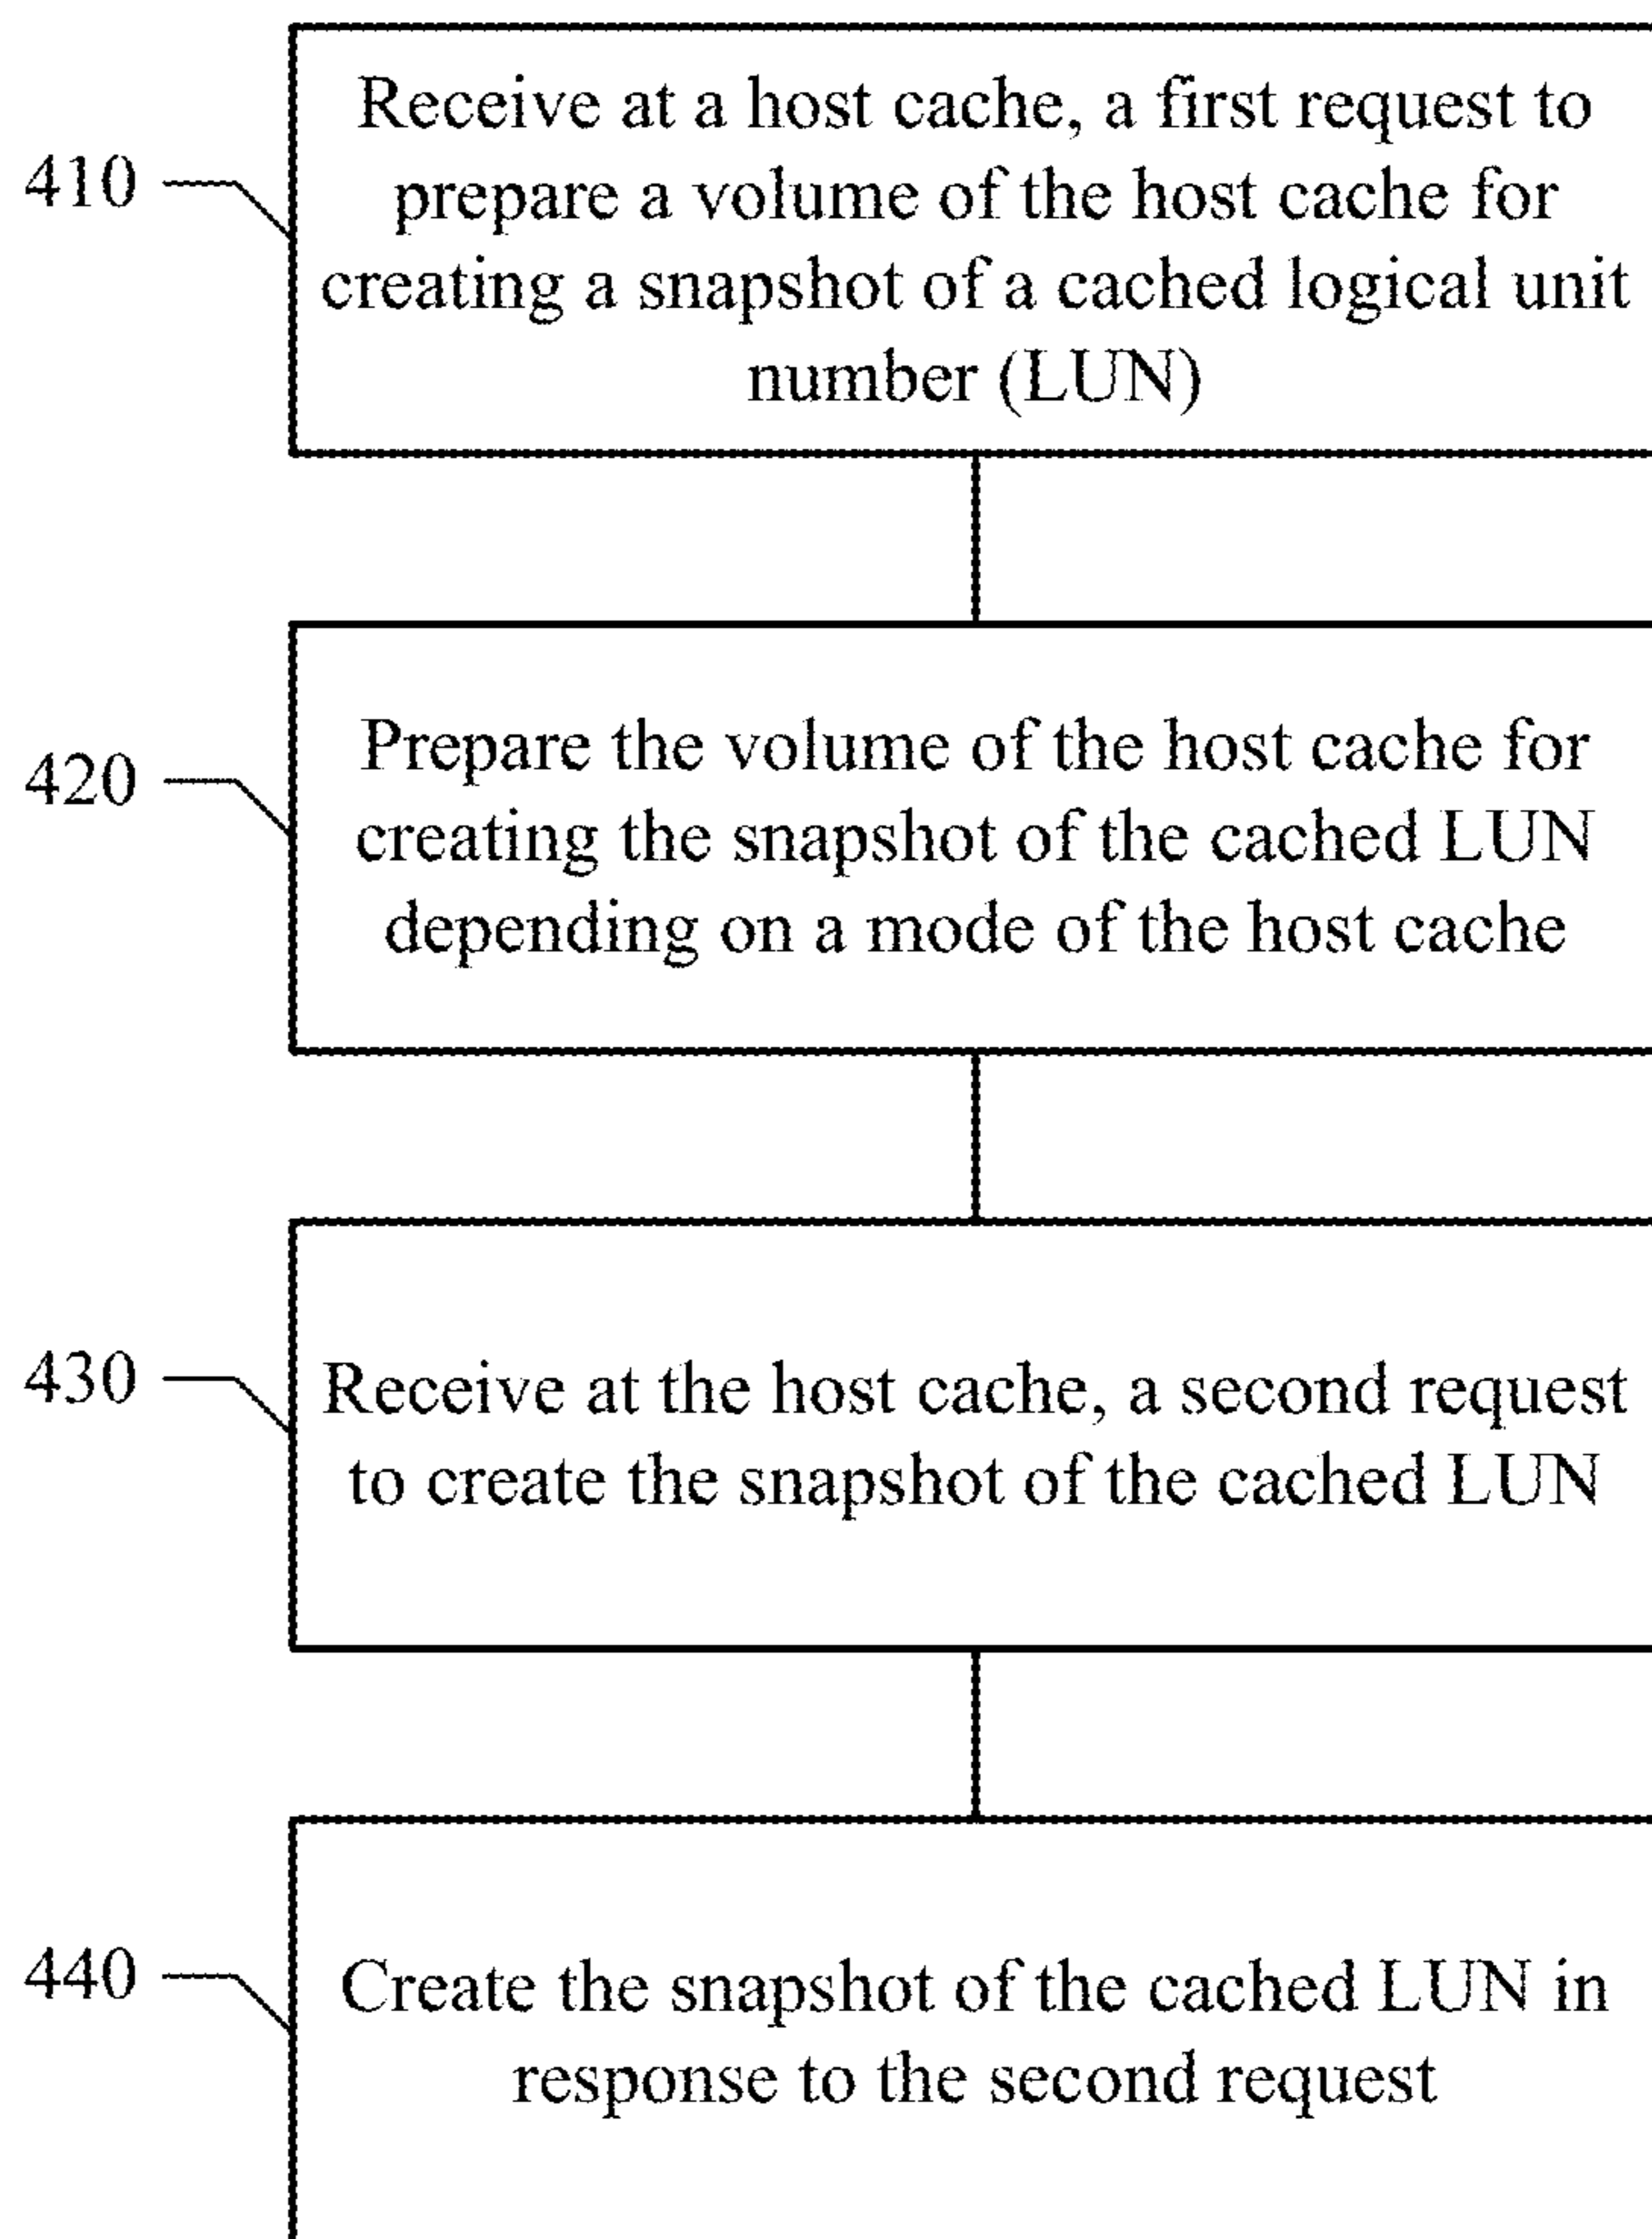 410
Receive at a host cache, a first request to
prepare a volume of the host cache for
creating a snapshot of a cached logical unit
number (LUN)
420
Prepare the volume of the host cache for
creating the snapshot of the cached LUN
depending on a mode of the host cache
430
Receive at the host cache, a second request
to create the snapshot of the cached LUN
440
Create the snapshot of the cached LUN in
response to the second request